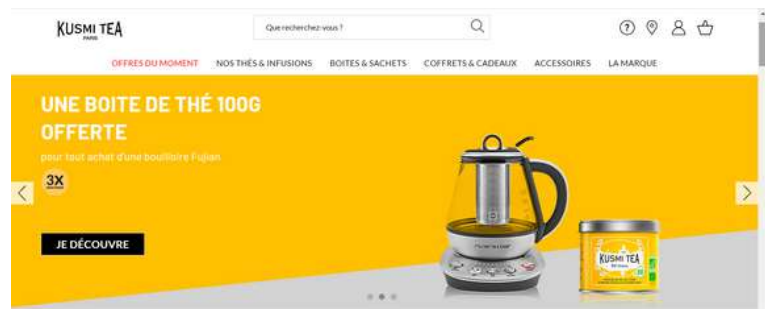 KUSMI TEA
PARIS
Que recherchez-vous ?
?
OFFRES DU MOMENT NOS THÉS & INFUSIONS BOITES & SACHETS COFFRETS & CADEAUX ACCESSOIRES LA MARQUE
UNE BOITE DE THÉ 100G
OFFERTE
pour tout achat d'une bouilloire Fujian
3X
JE DÉCOUVRE
KUSMI TEA